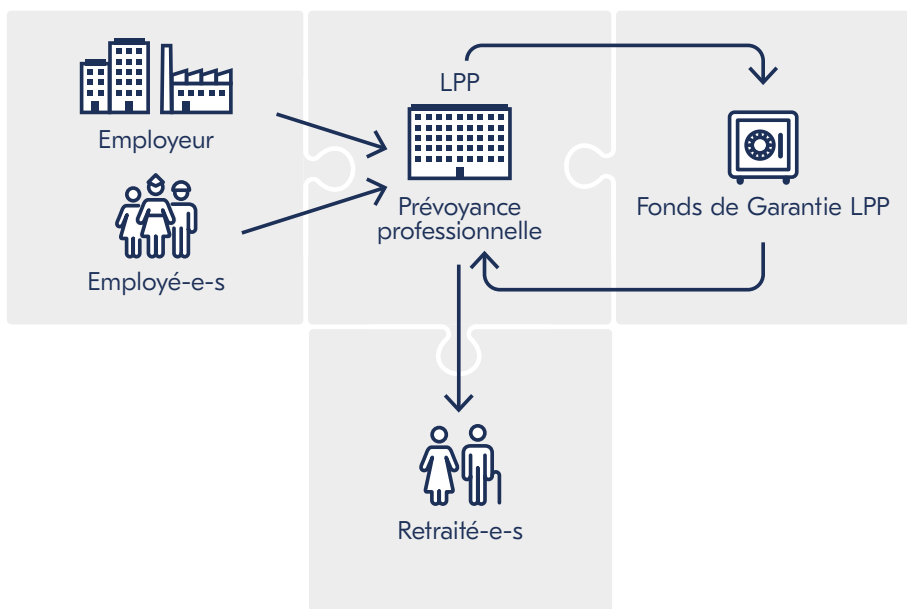 Employeur
Employé-e-s
LPP
Prévoyance
professionnelle
Fonds de Garantie LPP
Retraité-e-s